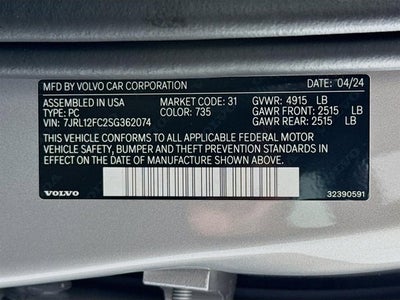 MFD BY VOLVO CAR CORPORATION DATE: 04/24
ASSEMBLED IN USA MARKET CODE: 31 GVWR: 4915 LB
TYPE: PC COLOR: 735 GAWR FRONT: 2515 LB
VIN: 7JRL12FC2SG362074 GAWR REAR: 2515 LB
THIS VEHICLE CONFORMS TO ALL APPLICABLE FEDERAL MOTOR
VEHICLE SAFETY, BUMPER AND THEFT PREVENTION STANDARDS IN
EFFECT ON THE DATE OF MANUFACTURE SHOWN ABOVE.
VOLVO 32390591